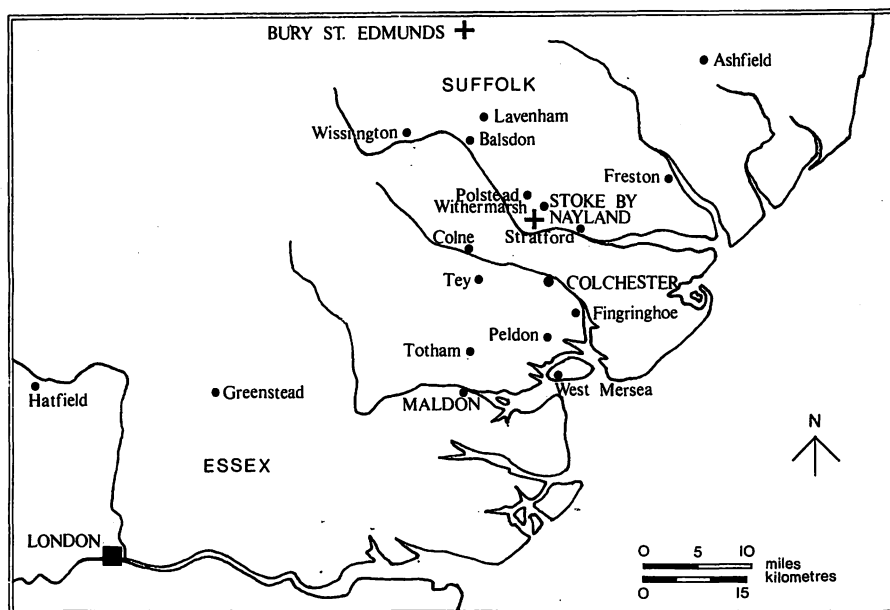 BURY ST. EDMUNDS
Ashfield
SUFFOLK
Lavenham
Wissington
Balsdon
Freston
Polstead
Withermarsh
STOKE BY
NAYLAND
Stratford
Colne
Tey
COLCHESTER
Fingringhoe
Peldon
Totham
West Mersea
Hatfield
Greenstead
MALDON
N
ESSEX
LONDON
0 5 10
miles
kilometres
0 15